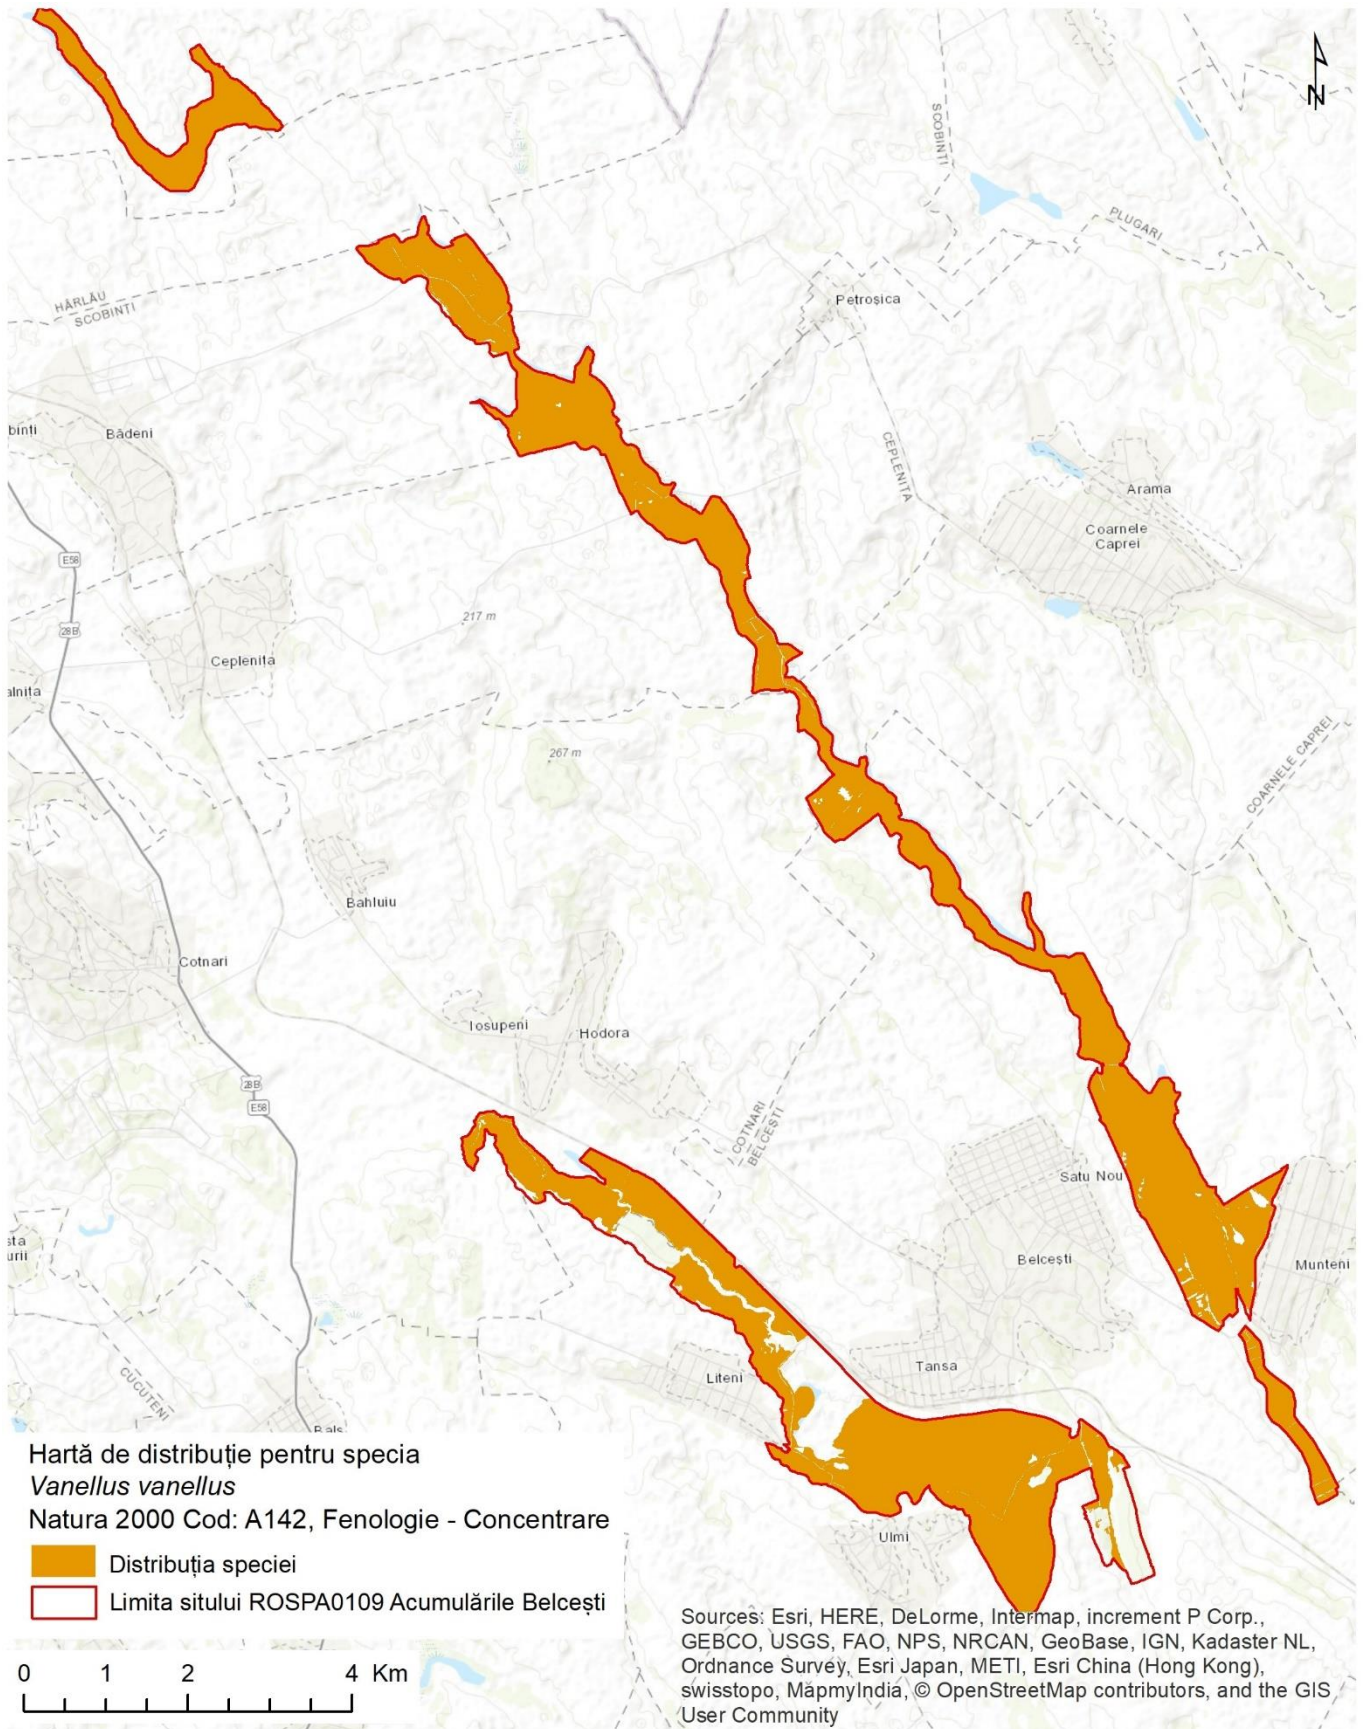 N
SCOBINTI
PLUGARI
HÂRLĂU
SCOBINTI
Petroșica
binți
Bădeni
CEPLENIȚA
Arama
Coarnele
Caprei
E58
28B
217 m
Ceplenița
alnița
267 m
COARNELE CAPREI
Bahluiu
Cotnari
Iosupeni
Hodora
28B
E58
COTNARI
BELCEȘTI
Satu Nou
sta
urii
Belcești
Munteni
Tansa
Liteni
CUCUTENI
Bals
Ulmi
Hartă de distribuție pentru specia
Vanellus vanellus
Natura 2000 Cod: A142, Fenologie - Concentrare
Distribuția speciei
Limita sitului ROSPA0109 Acumulările Belcești
0 1 2 4 Km
Sources: Esri, HERE, DeLorme, Intermap, increment P Corp.,
GEBCO, USGS, FAO, NPS, NRCAN, GeoBase, IGN, Kadaster NL,
Ordnance Survey, Esri Japan, METI, Esri China (Hong Kong),
swisstopo, MapmyIndia, © OpenStreetMap contributors, and the GIS
User Community